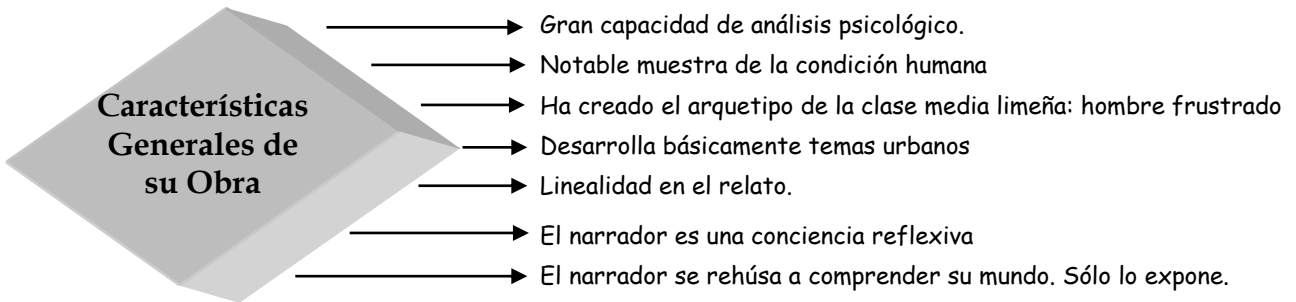 Características
Generales de
su Obra
Gran capacidad de análisis psicológico.
Notable muestra de la condición humana
Ha creado el arquetipo de la clase media limeña: hombre frustrado
Desarrolla básicamente temas urbanos
Linealidad en el relato.
El narrador es una conciencia reflexiva
El narrador se rehúsa a comprender su mundo. Sólo lo expone.